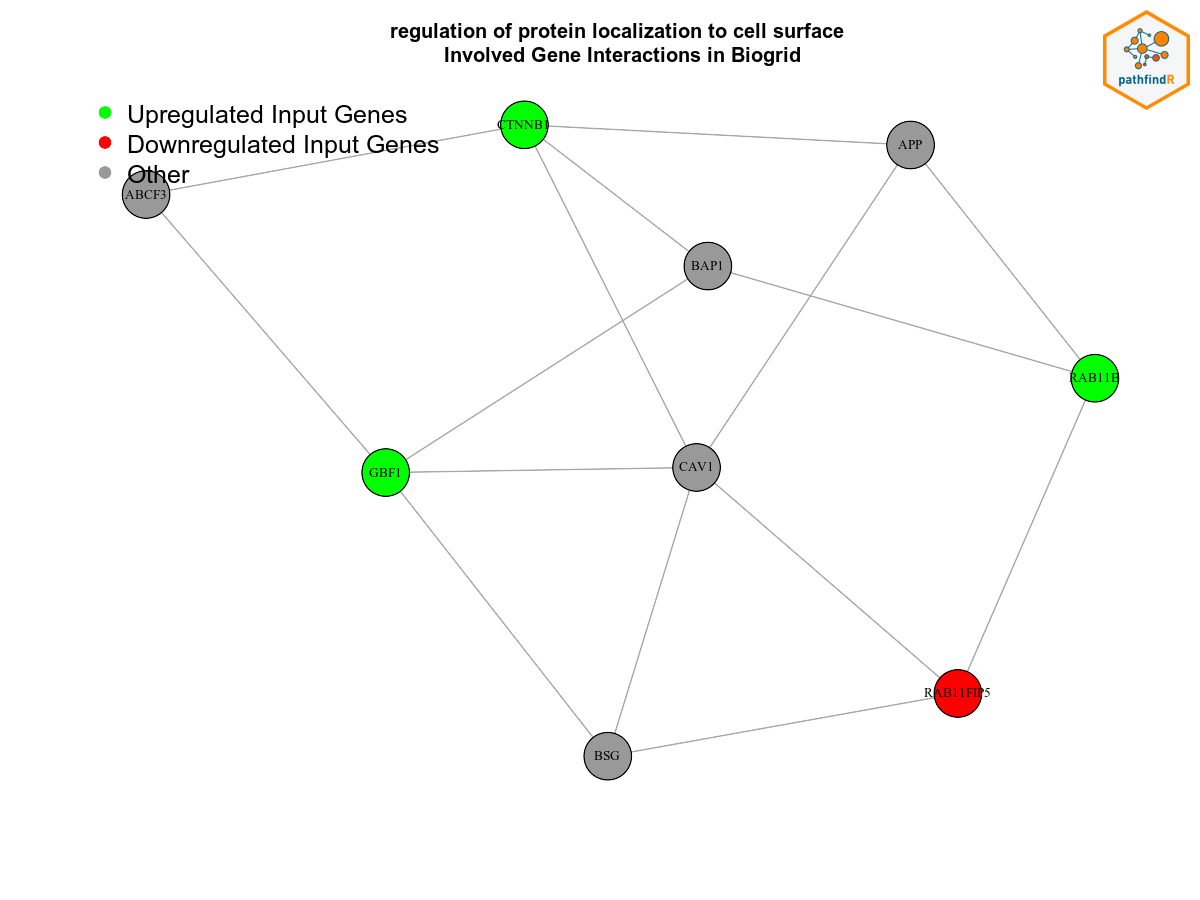 regulation of protein localization to cell surface
Involved Gene Interactions in Biogrid
pathfindR
Upregulated Input Genes
Downregulated Input Genes
Other
CTNNB1
APP
ABCF3
BAP1
RAB11B
GBF1
CAV1
RAB11FIP5
BSG